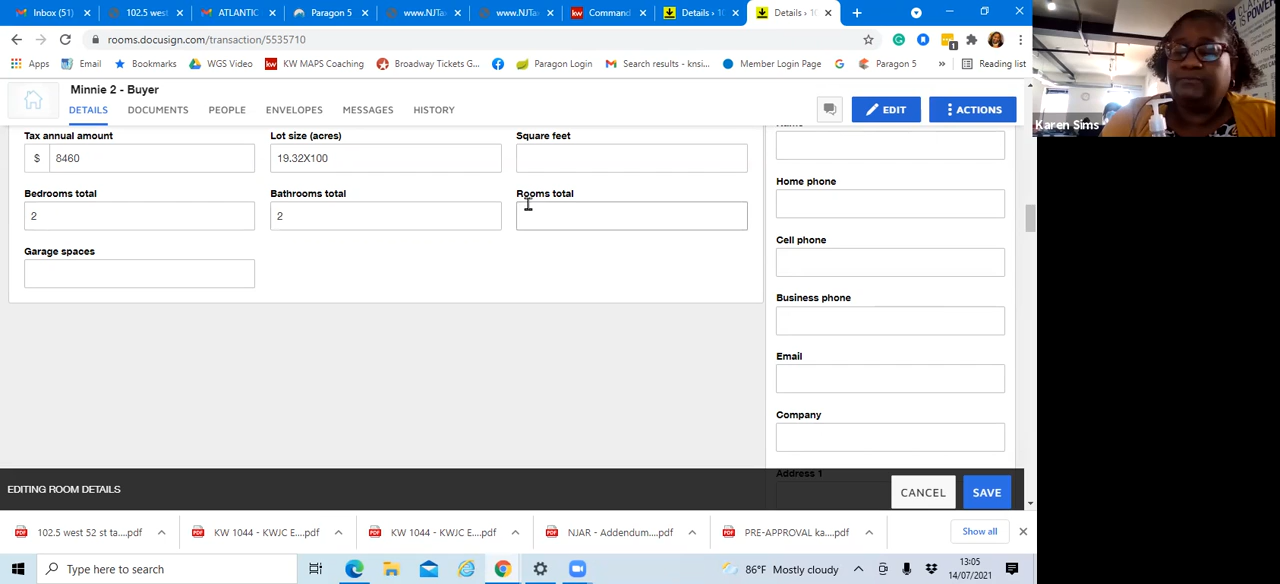 Inbox (51)
102.5 west
ATLANTIC
Paragon 5
www.NJTa
www.NJTa
Command
Details › 10
Details › 10
rooms.docusign.com/transaction/5535710
Apps
Email
Bookmarks
WGS Video
KW MAPS Coaching
Broadway Tickets G...
Paragon Login
Search results - knsi...
Member Login Page
Paragon 5
»
Reading list
Minnie 2 - Buyer
DETAILS
DOCUMENTS
PEOPLE
ENVELOPES
MESSAGES
HISTORY
EDIT
ACTIONS
Karen Sims
Tax annual amount
Lot size (acres)
Square feet
$
8460
19.32X100
Bedrooms total
Bathrooms total
Rooms total
2
2
Garage spaces
Name
Home phone
Cell phone
Business phone
Email
Company
Address 1
EDITING ROOM DETAILS
CANCEL
SAVE
102.5 west 52 st ta....pdf
KW 1044 - KWJC E....pdf
KW 1044 - KWJC E....pdf
NJAR - Addendum....pdf
PRE-APPROVAL ka....pdf
Show all
Type here to search
86°F Mostly cloudy
13:05
14/07/2021